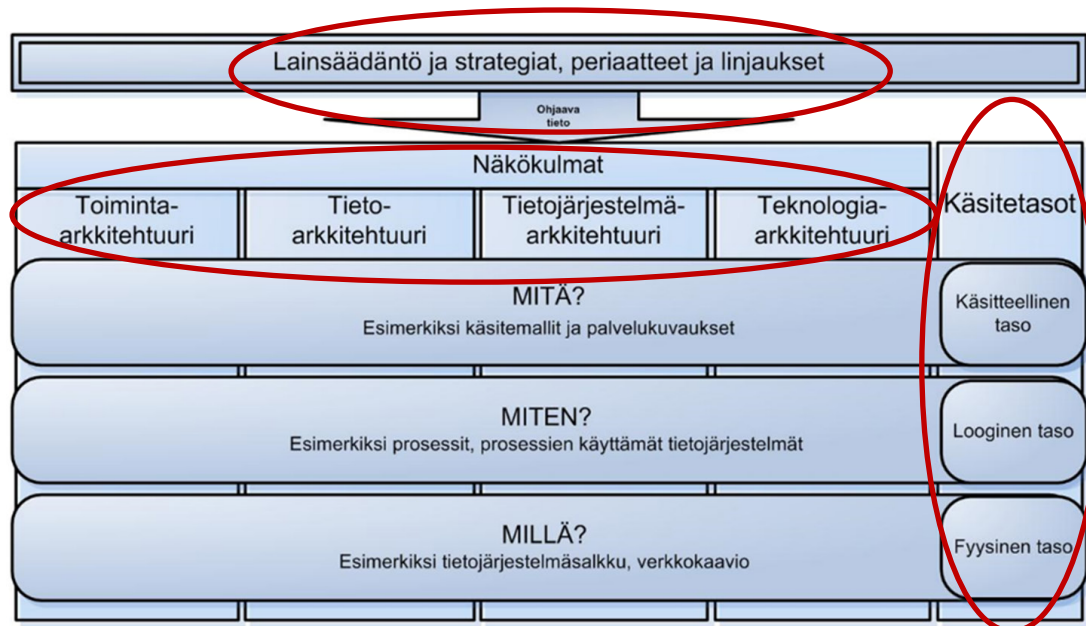 Lainsäädäntö ja strategiat, periaatteet ja linjaukset
Ohjaava
tieto
Näkökulmat
Käsitetasot
Toiminta-
arkkitehtuuri
Tieto-
arkkitehtuuri
Tietojärjestelmä-
arkkitehtuuri
Teknologia-
arkkitehtuuri
MITÄ?
Esimerkiksi käsitemallit ja palvelukuvaukset
Käsitteellinen
taso
MITEN?
Esimerkiksi prosessit, prosessien käyttämät tietojärjestelmät
Looginen taso
MILLÄ?
Esimerkiksi tietojärjestelmäsalkku, verkkokaavio
Fyysinen taso